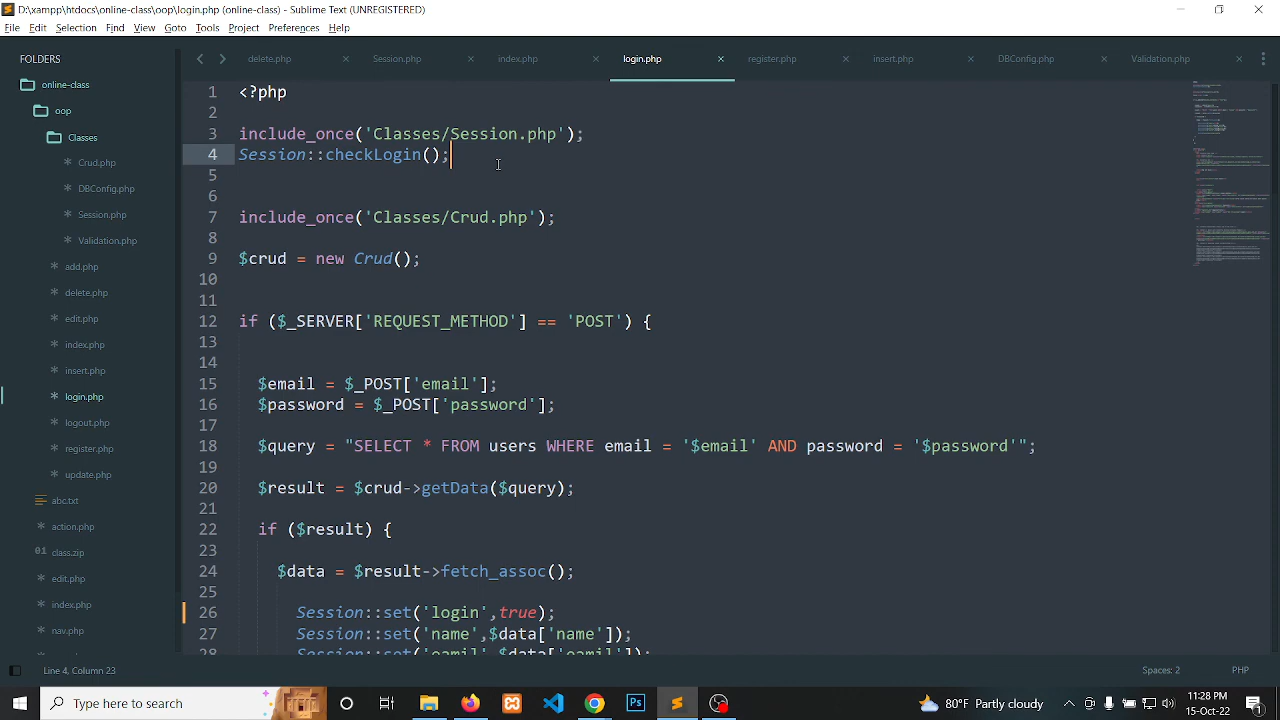 D:\xampp\htdocs\online-class\oop\login.php (online-class) - Sublime Text (UNREGISTERED)
File Edit Selection Find View Goto Tools Project Preferences Help
FOLDERS
online-class
oop
Classes
Crud.php
DBConfig.php
Session.php
Validation.php
add.php
delete.php
edit.php
index.php
insert.php
login.php
logout.php
register.php
update.php
abc.txt
action.php
class.zip
edit.php
index.php
nav.php
delete.php Session.php index.php login.php register.php insert.php DBConfig.php Validation.php
1 <?php
2
3 include_once('Classes/Session.php');
4 Session::checkLogin();
5
6
7 include_once('Classes/Crud.php');
8
9 $crud = new Crud();
10
11
12 if ($_SERVER['REQUEST_METHOD'] == 'POST') {
13
14
15 $email = $_POST['email'];
16 $password = $_POST['password'];
17
18 $query = "SELECT * FROM users WHERE email = '$email' AND password = '$password'";
19
20 $result = $crud->getData($query);
21
22 if ($result) {
23
24 $data = $result->fetch_assoc();
25
26 Session::set('login',true);
27 Session::set('name',$data['name']);
28 Session::set('eamil',$data['eamil']);
Line 4, Column 23
Spaces: 2 PHP
Type here to search
Ps
80°F Partly cloudy
11:28 PM
15-Oct-22
1